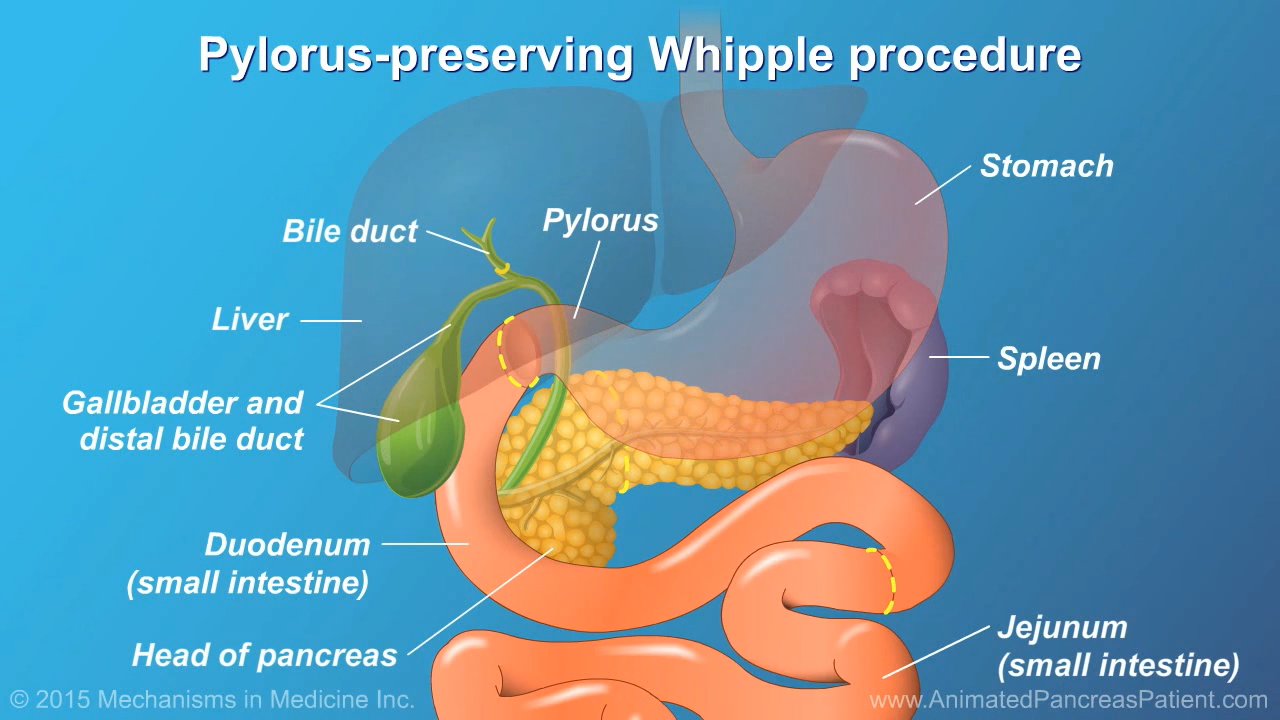 Pylorus-preserving Whipple procedure
Stomach
Bile duct
Pylorus
Liver
Spleen
Gallbladder and
distal bile duct
Duodenum
(small intestine)
Head of pancreas
Jejunum
(small intestine)
© 2015 Mechanisms in Medicine Inc.
www.AnimatedPancreasPatient.com